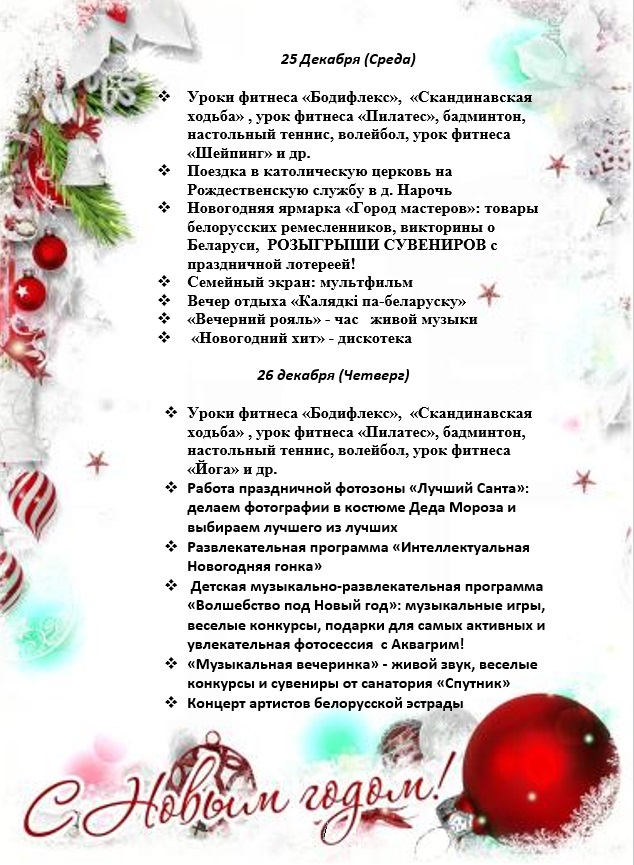 25 Декабря (Среда)
❖ Уроки фитнеса «Бодифлекс», «Скандинавская
ходьба» , урок фитнеса «Пилатес», бадминтон,
настольный теннис, волейбол, урок фитнеса
«Шейпинг» и др.
❖ Поездка в католическую церковь на
Рождественскую службу в д. Нарочь
❖ Новогодняя ярмарка «Город мастеров»: товары
белорусских ремесленников, викторины о
Беларуси, РОЗЫГРЫШИ СУВЕНИРОВ с
праздничной лотереей!
❖ Семейный экран: мультфильм
❖ Вечер отдыха «Калядкі па-беларуску»
❖ «Вечерний рояль» - час живой музыки
❖ «Новогодний хит» - дискотека
26 декабря (Четверг)
❖ Уроки фитнеса «Бодифлекс», «Скандинавская
ходьба» , урок фитнеса «Пилатес», бадминтон,
настольный теннис, волейбол, урок фитнеса
«Йога» и др.
❖ Работа праздничной фотозоны «Лучший Санта»:
делаем фотографии в костюме Деда Мороза и
выбираем лучшего из лучших
❖ Развлекательная программа «Интеллектуальная
Новогодняя гонка»
❖ Детская музыкально-развлекательная программа
«Волшебство под Новый год»: музыкальные игры,
веселые конкурсы, подарки для самых активных и
увлекательная фотосессия с Аквагрим!
❖ «Музыкальная вечеринка» - живой звук, веселые
конкурсы и сувениры от санатория «Спутник»
❖ Концерт артистов белорусской эстрады
С Новым годом!